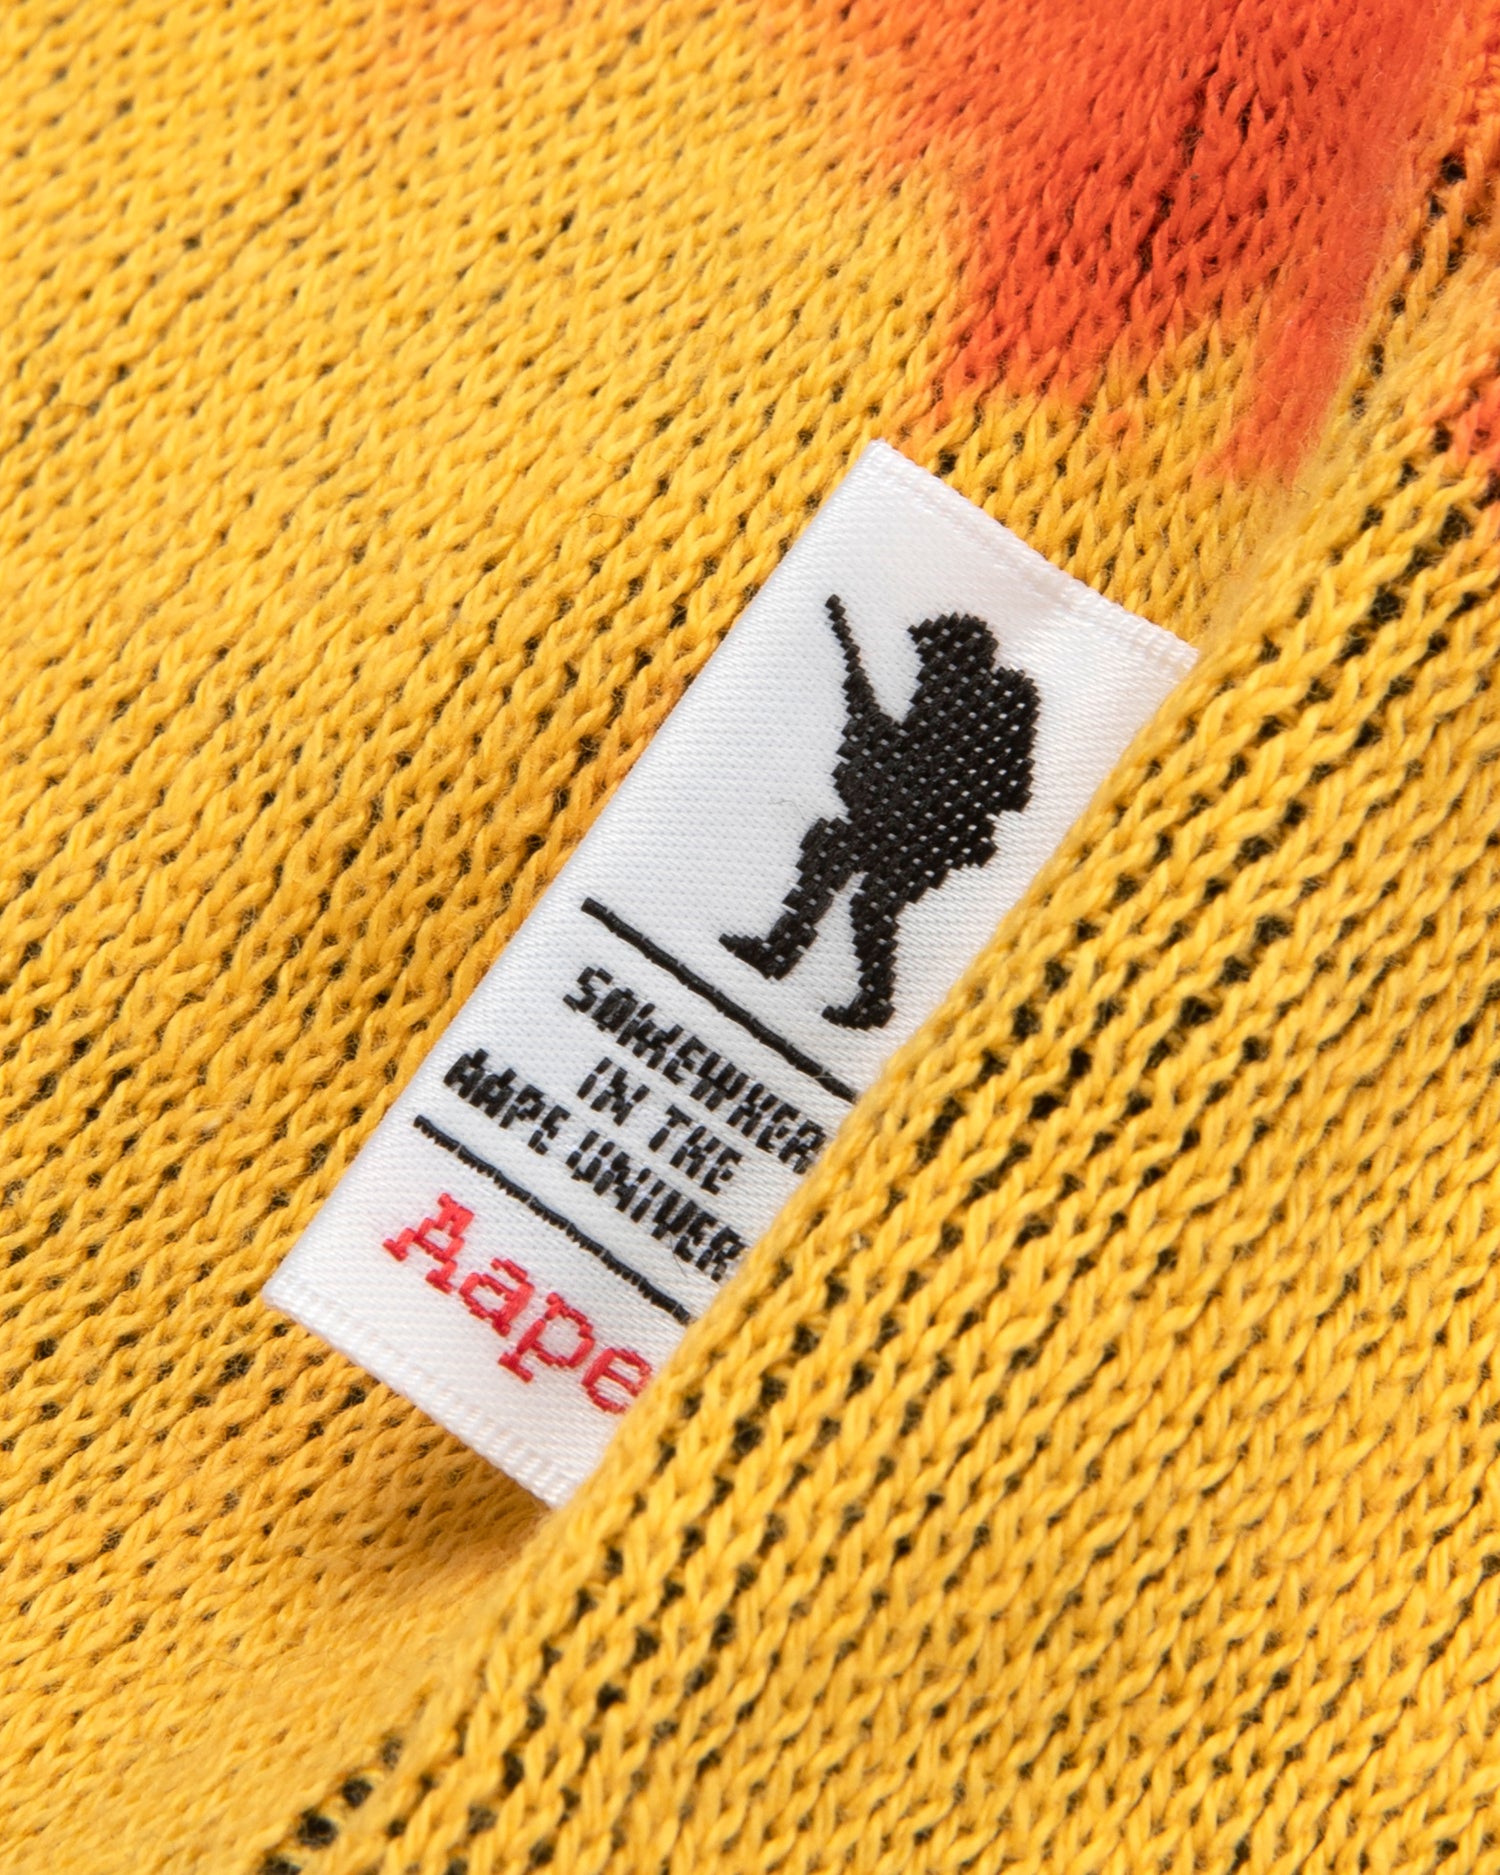 SOMEWHER
IN THE
AAPE UNIVER
Aape